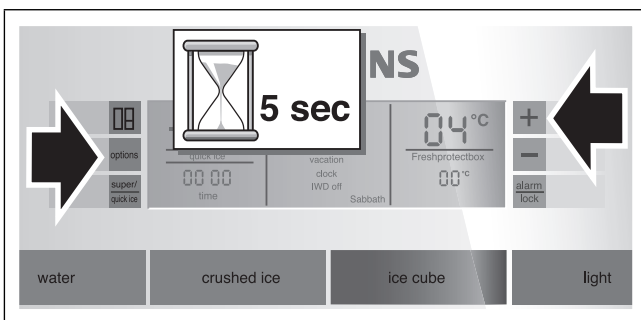 NS
5 sec
options
super/
quick ice
quick ice
00 00
time
vacation
clock
IWD off
Sabbath
04 °C
Freshprotectbox
00 °C
+
−
alarm
lock
water
crushed ice
ice cube
light